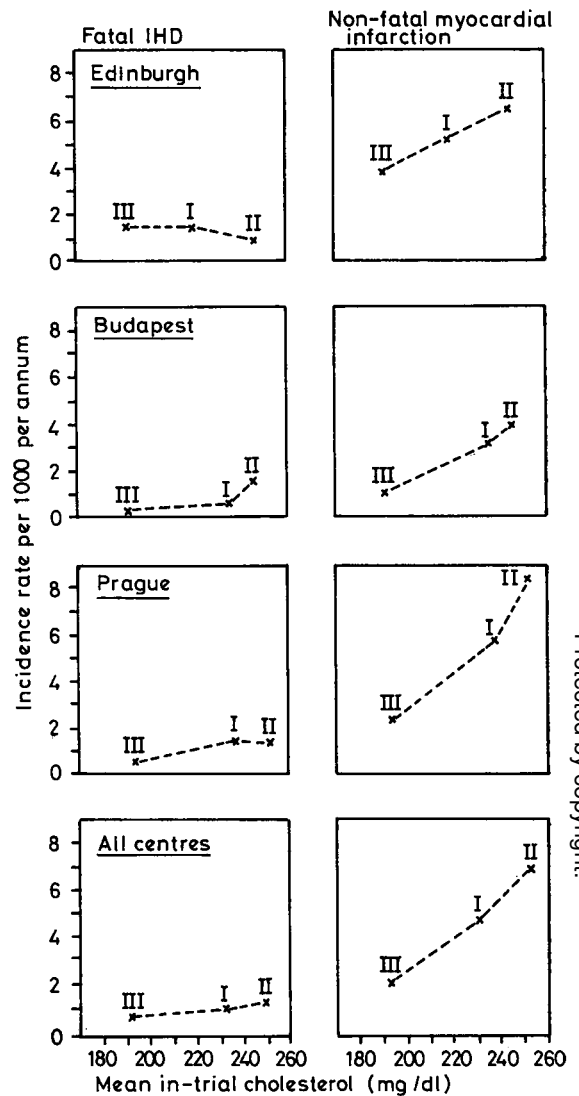 Fatal IHD
Non-fatal myocardial
infarction
Edinburgh
8
6
4
2
0
III
I
II
III
I
II
Budapest
8
6
4
2
0
III
I
II
III
I
II
Prague
8
6
4
2
0
III
I
II
III
I
II
All centres
8
6
4
2
0
III
I
II
III
I
II
180 200 220 240 260
180 200 220 240 260
Mean in-trial cholesterol (mg/dl)
Incidence rate per 1000 per annum
by copyright.